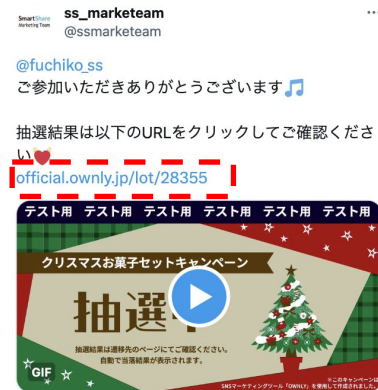 SmartShare
Marketing Team
ss_marketeam
@ssmarketeam
@fuchiko_ss
ご参加いただきありがとうございます🎵
抽選結果は以下のURLをクリックしてご確認くださ
い💓
official.ownly.jp/lot/28355
テスト用 テスト用 テスト用 テスト用 テスト用 テスト用
クリスマスお菓子セットキャンペーン
抽選
抽選結果は遷移先のページにてご確認ください。
自動で当落結果が表示されます。
GIF
※このキャンペーンは
SNSマーケティングツール「OWNLY」を使用して作成されました。